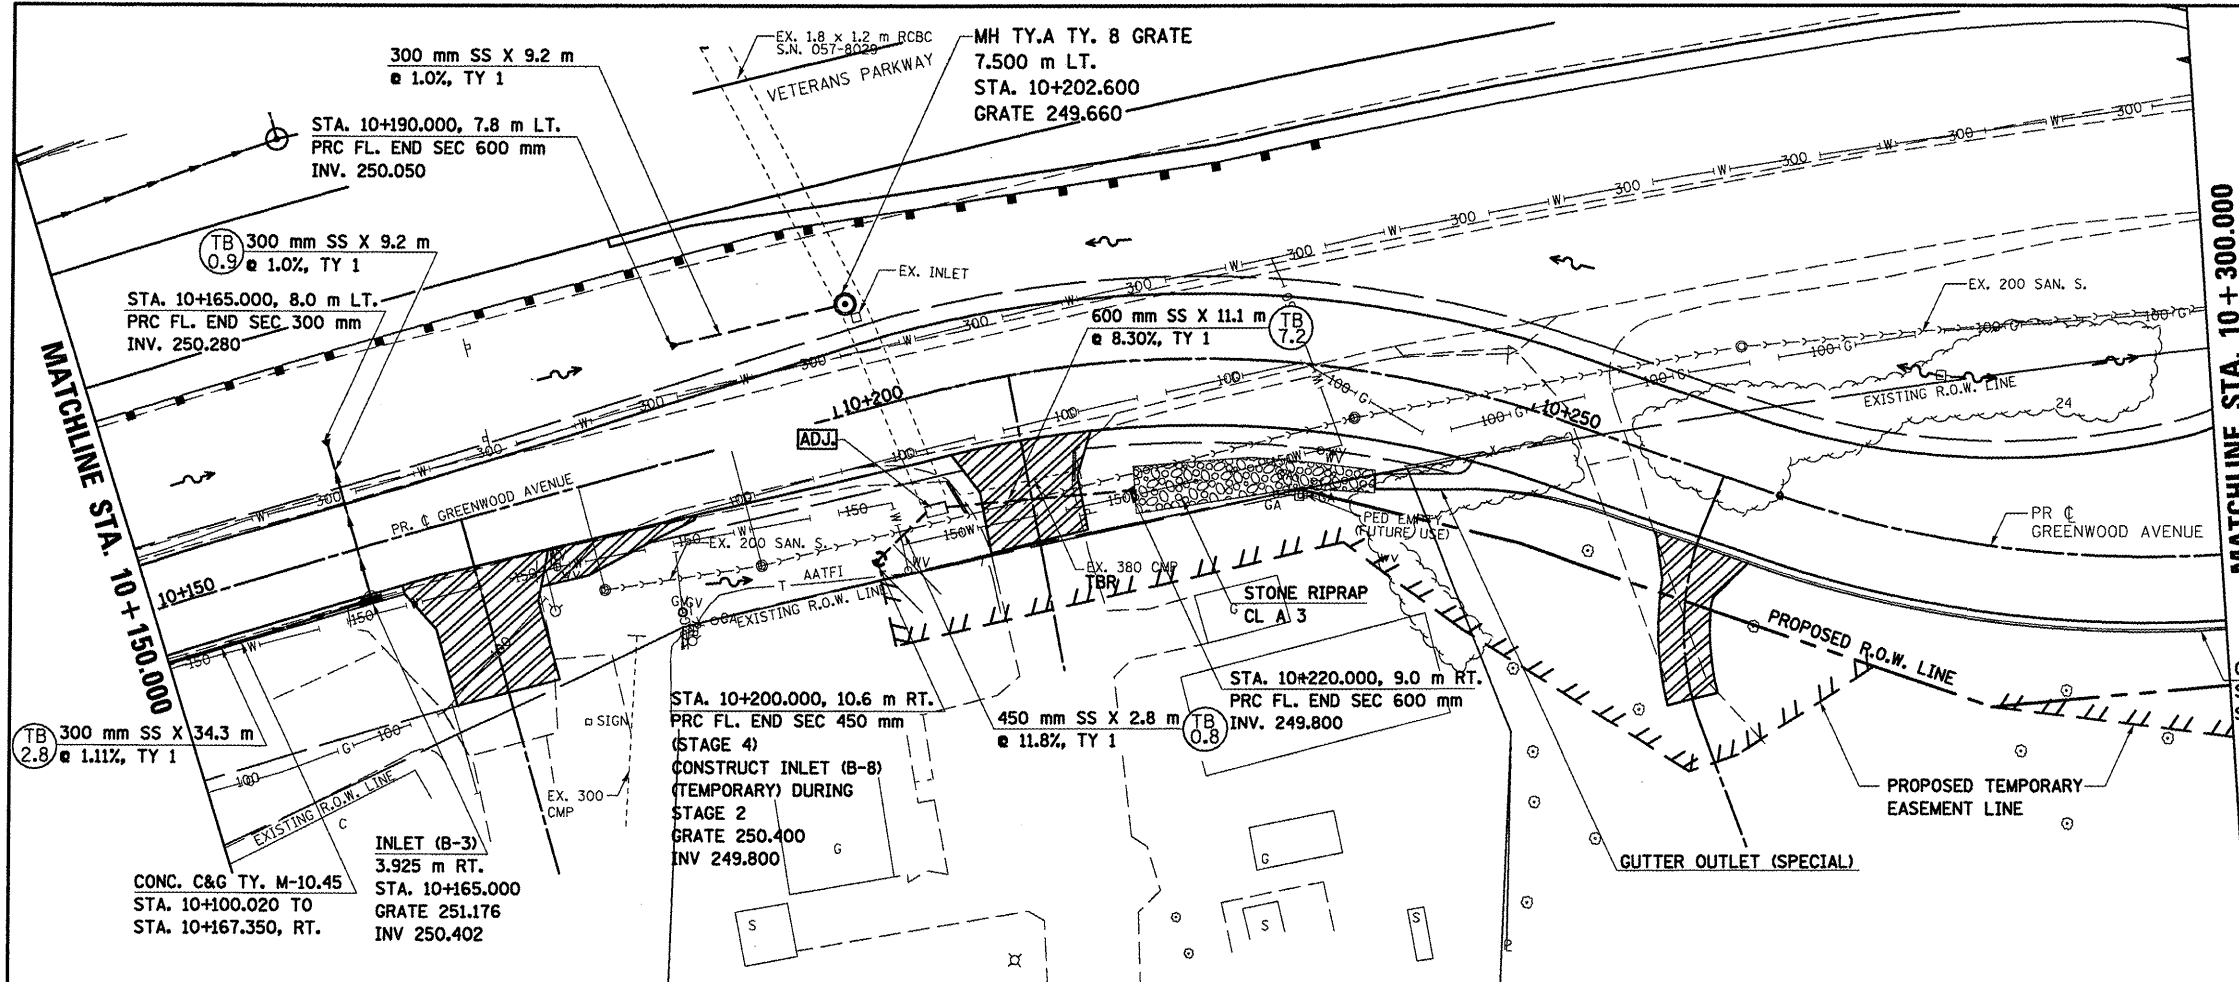 EX. 1.8 x 1.2 m RCBC
S.N. 057-8029
VETERANS PARKWAY
MH TY.A TY. 8 GRATE
7.500 m LT.
STA. 10+202.600
GRATE 249.660
300 mm SS X 9.2 m
@ 1.0%, TY 1
STA. 10+190.000, 7.8 m LT.
PRC FL. END SEC 600 mm
INV. 250.050
TB
0.9
300 mm SS X 9.2 m
@ 1.0%, TY 1
STA. 10+165.000, 8.0 m LT.
PRC FL. END SEC 300 mm
INV. 250.280
MATCHLINE STA. 10+150.000
MATCHLINE STA. 10+300.000
EX. INLET
600 mm SS X 11.1 m
@ 8.30%, TY 1
TB
7.2
EX. 200 SAN. S.
EXISTING R.O.W. LINE
24
10+200
10+250
ADJ.
PR. ℄ GREENWOOD AVENUE
10+150
EX. 200 SAN. S.
AATFI
EXISTING R.O.W. LINE
EX. 380 CMP
TBR
PED EMPTY
(FUTURE USE)
PR ℄
GREENWOOD AVENUE
STONE RIPRAP
CL A 3
PROPOSED R.O.W. LINE
STA. 10+220.000, 9.0 m RT.
PRC FL. END SEC 600 mm
INV. 249.800
450 mm SS X 2.8 m
@ 11.8%, TY 1
TB
0.8
STA. 10+200.000, 10.6 m RT.
PRC FL. END SEC 450 mm
(STAGE 4)
CONSTRUCT INLET (B-8)
(TEMPORARY) DURING
STAGE 2
GRATE 250.400
INV 249.800
SIGN
EX. 300
CMP
TB
2.8
300 mm SS X 34.3 m
@ 1.11%, TY 1
EXISTING R.O.W. LINE
CONC. C&G TY. M-10.45
STA. 10+100.020 TO
STA. 10+167.350, RT.
INLET (B-3)
3.925 m RT.
STA. 10+165.000
GRATE 251.176
INV 250.402
PROPOSED TEMPORARY
EASEMENT LINE
GUTTER OUTLET (SPECIAL)